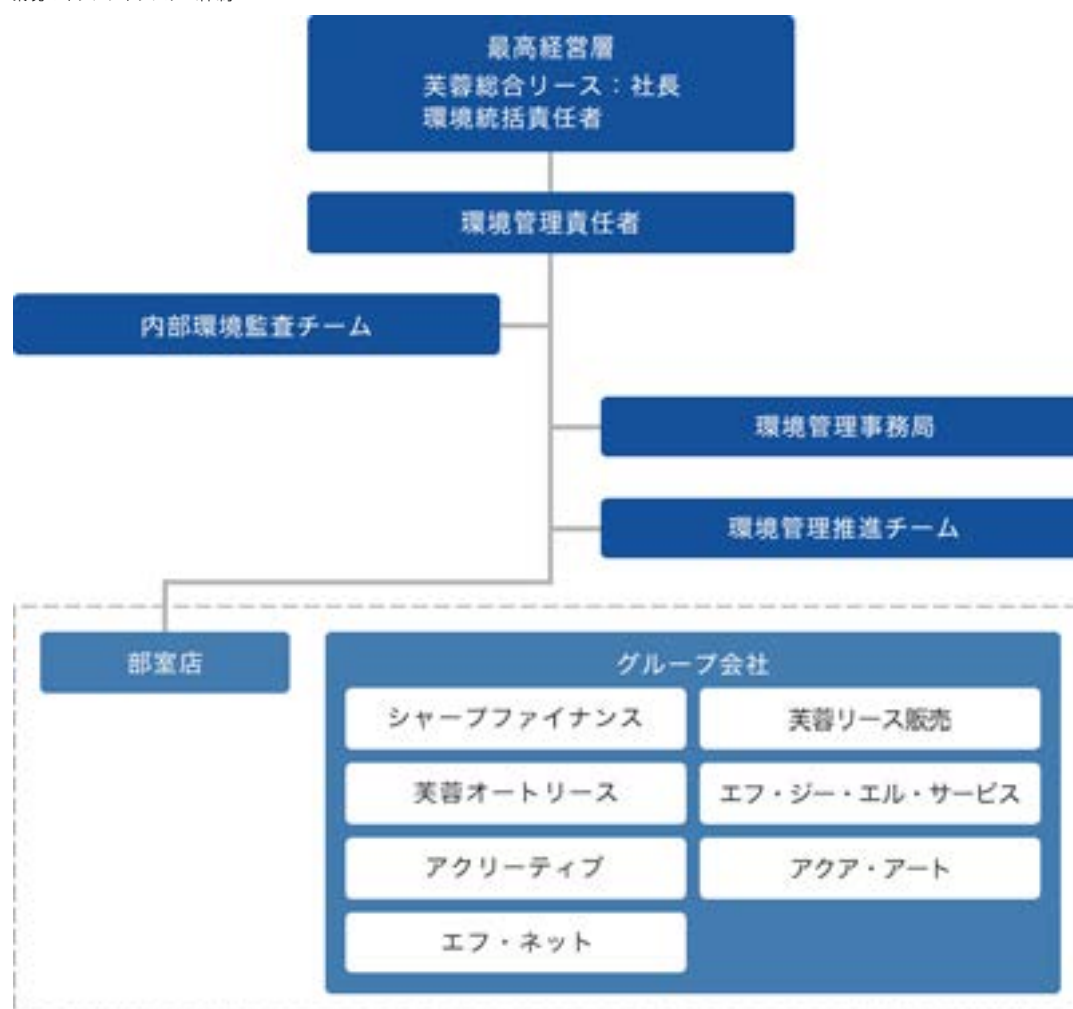 最高経営層
芙蓉総合リース：社長
環境統括責任者
環境管理責任者
内部環境監査チーム
環境管理事務局
環境管理推進チーム
部室店
グループ会社
シャープファイナンス
芙蓉リース販売
芙蓉オートリース
エフ・ジー・エル・サービス
アクリーティブ
アクア・アート
エフ・ネット